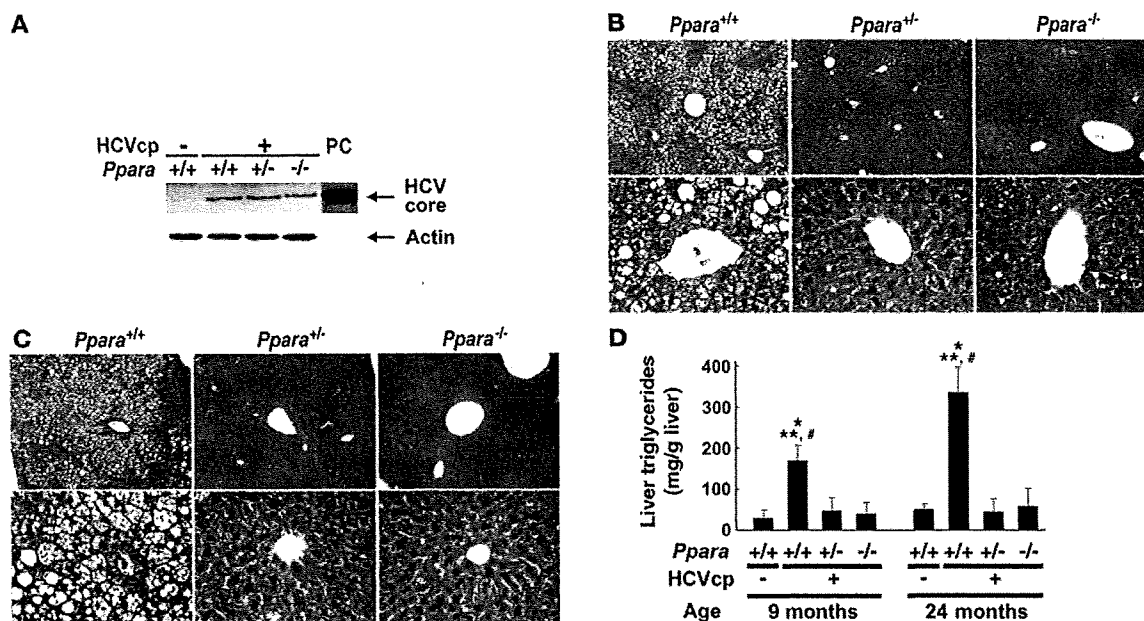 A
HCVcp - + PC
Ppara +/+ +/+ +/- -/-
HCV core
Actin
B
Ppara+/+ Ppara+/- Ppara-/-
C
Ppara+/+ Ppara+/- Ppara-/-
D
Liver triglycerides (mg/g liver)
400
300
200
100
0
*
**, #
*
**, #
Ppara +/+ +/+ +/- -/- +/+ +/+ +/- -/-
HCVcp - + - +
Age 9 months 24 months